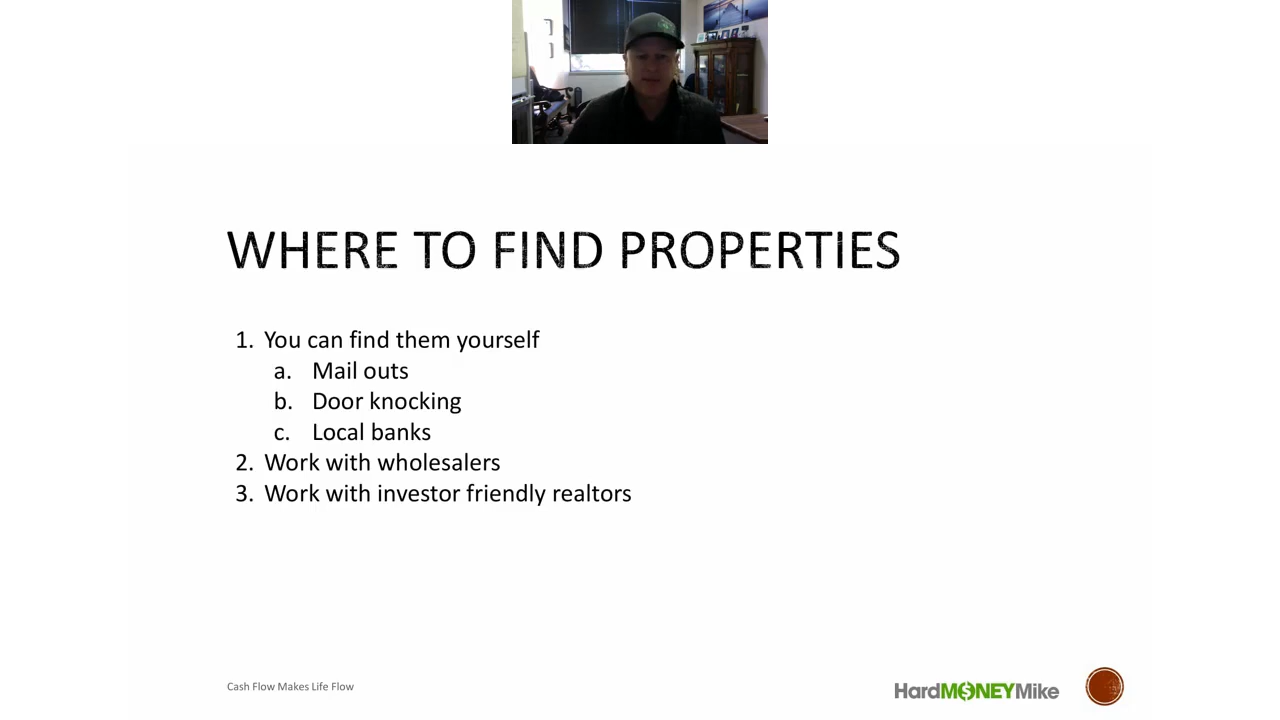 WHERE TO FIND PROPERTIES
1. You can find them yourself
a. Mail outs
b. Door knocking
c. Local banks
2. Work with wholesalers
3. Work with investor friendly realtors
Cash Flow Makes Life Flow
HardMONEYMike